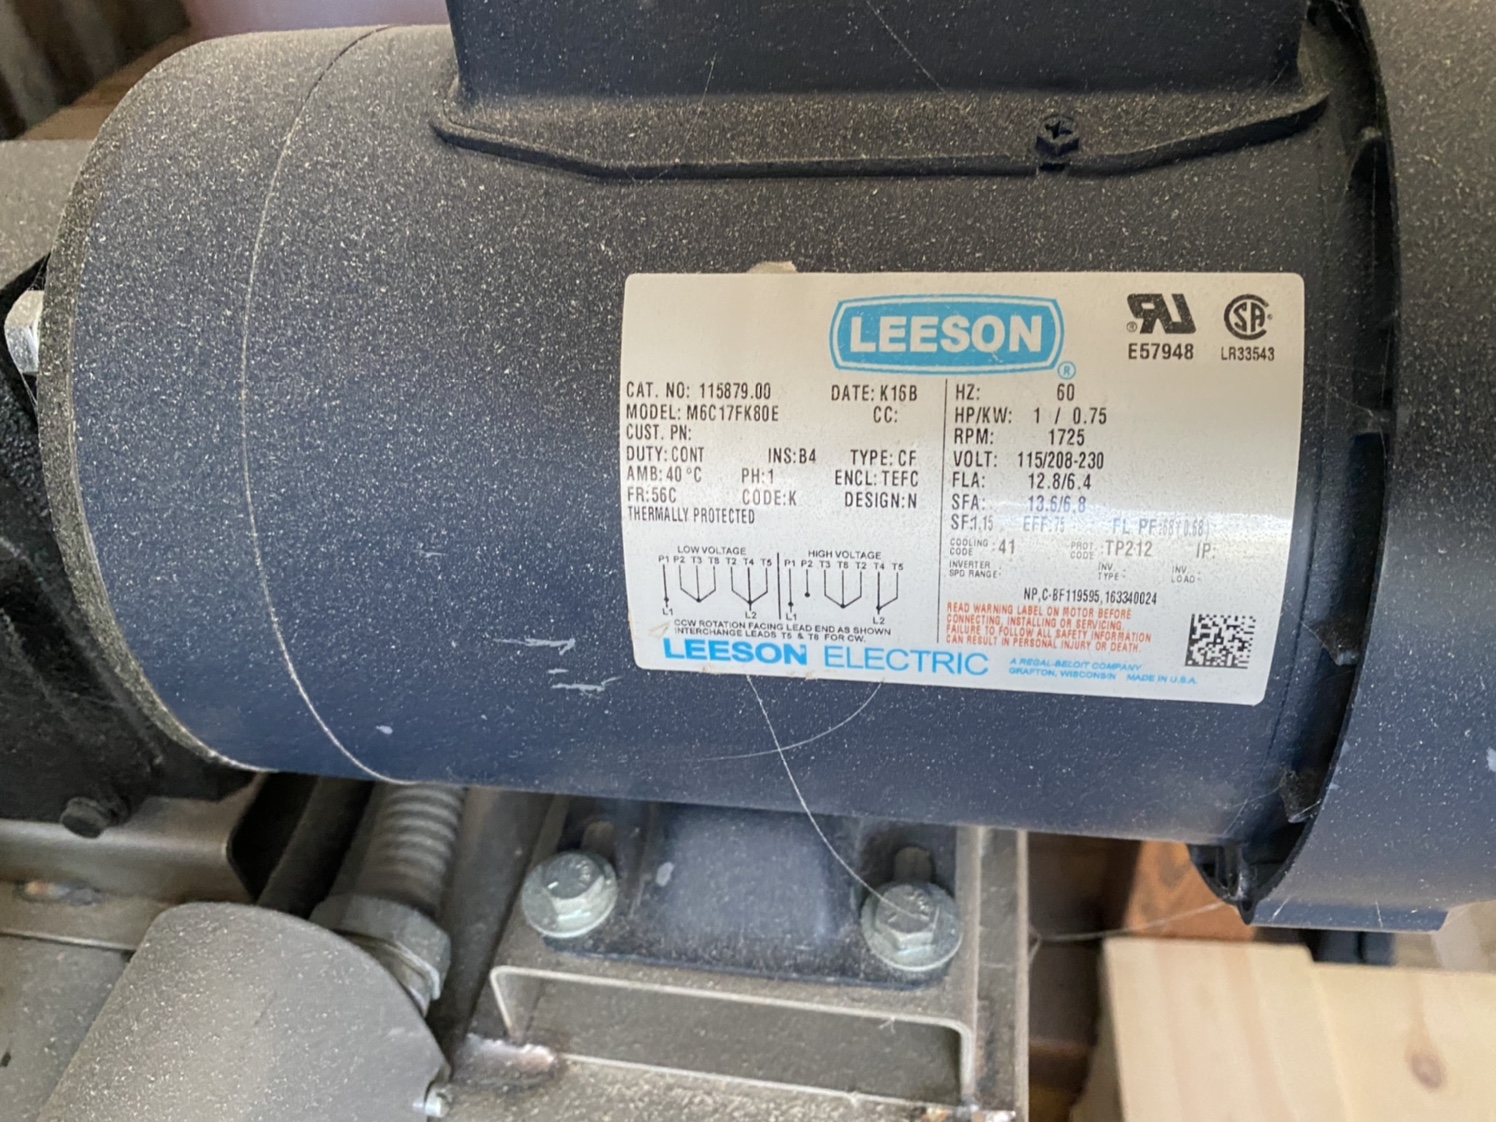 LEESON
®
® RU
E57948
SA
LR33543
CAT. NO: 115879.00 DATE: K16B
MODEL: M6C17FK80E CC:
CUST. PN:
DUTY: CONT INS: B4 TYPE: CF
AMB: 40°C PH: 1 ENCL: TEFC
FR: 56C CODE: K DESIGN: N
THERMALLY PROTECTED
HZ: 60
HP/KW: 1 / 0.75
RPM: 1725
VOLT: 115/208-230
FLA: 12.8/6.4
SFA: 13.6/6.8
SF: 1.15 EFF: 75 FL PF:
COOLING CODE: 41 PROT. CODE: TP212 IP:
INVERTER SPD RANGE: INV. TYPE: INV. LOAD:
NP,C-BF119595,163340024
LOW VOLTAGE HIGH VOLTAGE
P1 P2 T3 T8 T2 T4 T5 P1 P2 T3 T8 T2 T4 T5
L1 L2 L1 L2
CCW ROTATION FACING LEAD END AS SHOWN
INTERCHANGE LEADS T5 & T8 FOR CW.
READ WARNING LABEL ON MOTOR BEFORE
CONNECTING, INSTALLING OR SERVICING.
FAILURE TO FOLLOW ALL SAFETY INFORMATION
CAN RESULT IN PERSONAL INJURY OR DEATH.
LEESON ELECTRIC
A REGAL-BELOIT COMPANY
GRAFTON, WISCONSIN MADE IN U.S.A.